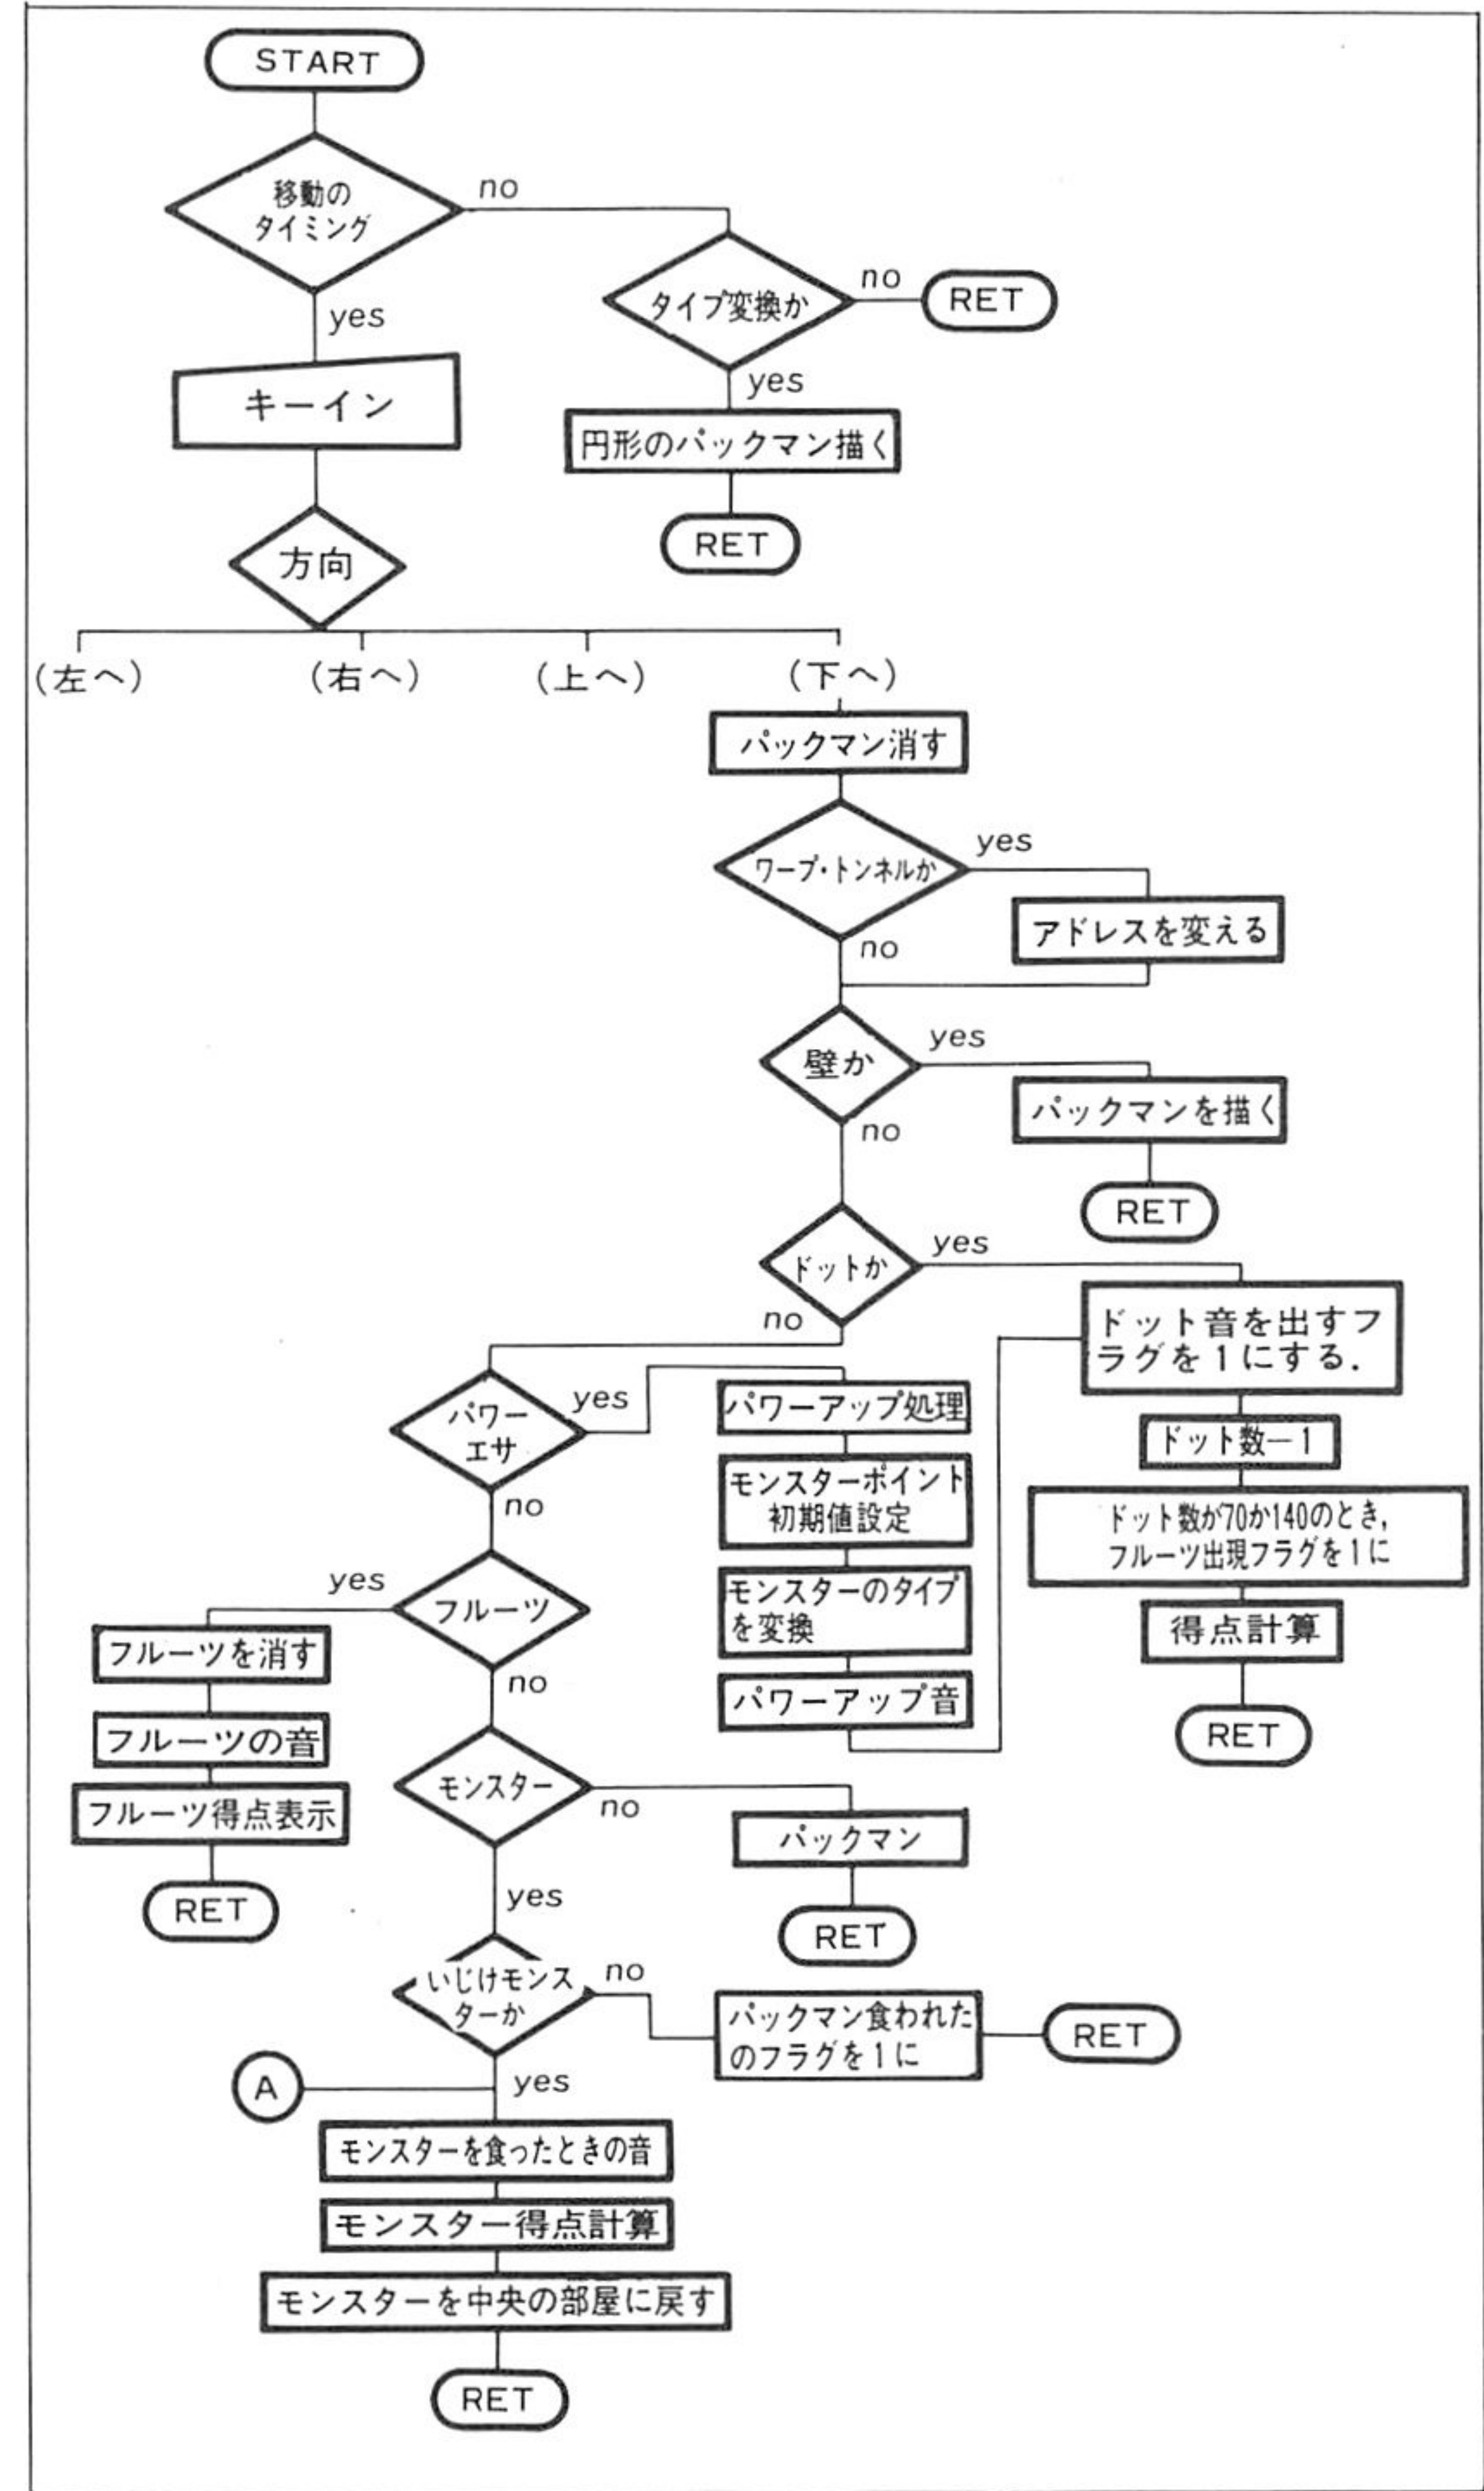 START
移動の
タイミング
no
yes
タイプ変換か
no
RET
yes
キーイン
円形のパックマン描く
RET
方向
(左へ)
(右へ)
(上へ)
(下へ)
パックマン消す
ワープ・トンネルか
yes
アドレスを変える
no
壁か
yes
パックマンを描く
no
RET
ドットか
yes
no
ドット音を出すフ
ラグを1にする.
ドット数−1
ドット数が70か140のとき,
フルーツ出現フラグを1に
得点計算
RET
パワー
エサ
yes
パワーアップ処理
モンスターポイント
初期値設定
モンスターのタイプ
を変換
パワーアップ音
no
フルーツ
yes
フルーツを消す
フルーツの音
フルーツ得点表示
RET
no
モンスター
no
パックマン
RET
yes
いじけモンス
ターか
no
パックマン食われた
のフラグを1に
RET
A
yes
モンスターを食ったときの音
モンスター得点計算
モンスターを中央の部屋に戻す
RET